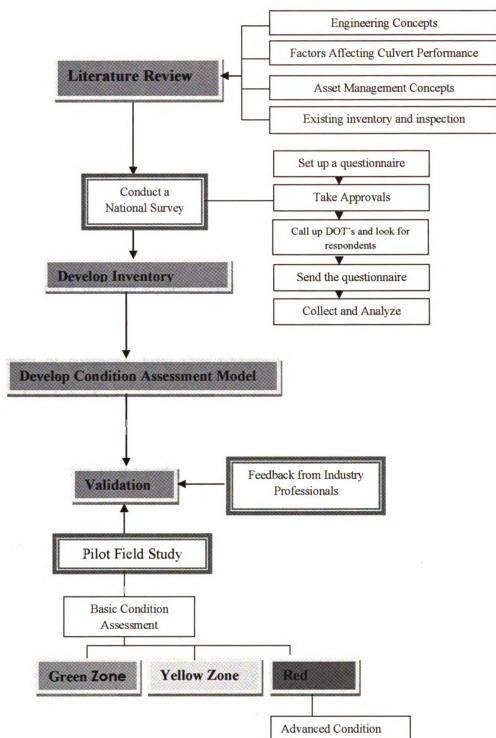 Engineering Concepts
Factors Affecting Culvert Performance
Literature Review
Asset Management Concepts
Existing inventory and inspection
Set up a questionnaire
Conduct a
National Survey
Take Approvals
Call up DOT's and look for
respondents
Send the questionnaire
Develop Inventory
Collect and Analyze
Develop Condition Assessment Model
Feedback from Industry
Professionals
Validation
Pilot Field Study
Basic Condition
Assessment
Green Zone
Yellow Zone
Red
Advanced Condition